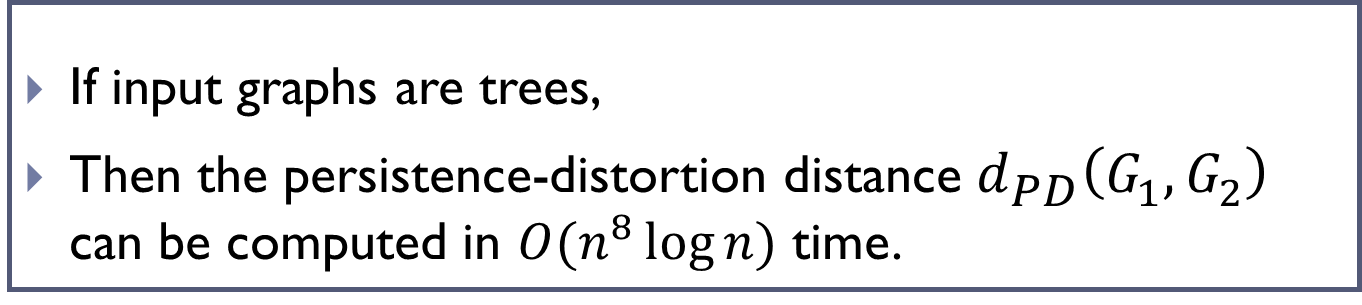 If input graphs are trees,
Then the persistence-distortion distance $d_{PD}(G_1, G_2)$
can be computed in $O(n^8 \log n)$ time.